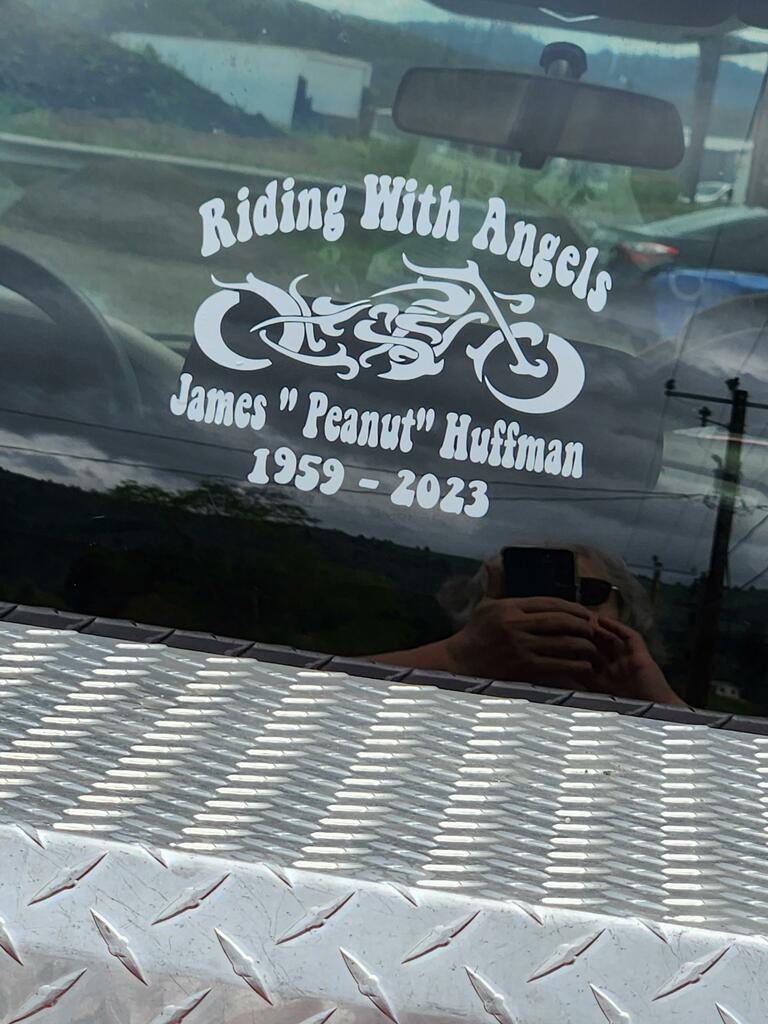 Riding With Angels
James " Peanut" Huffman
1959 - 2023